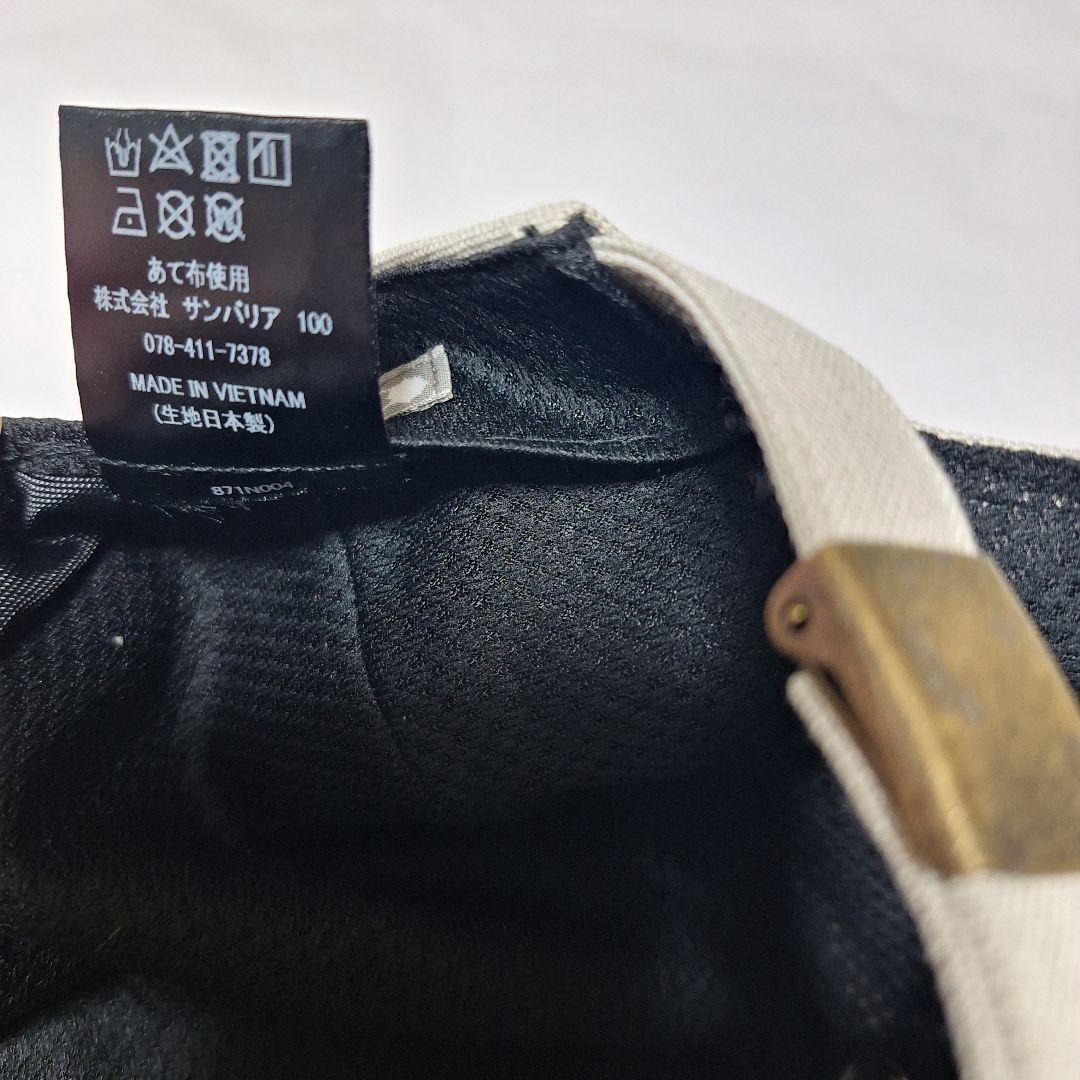 あて布使用
株式会社 サンバリア 100
078-411-7378
MADE IN VIETNAM
(生地日本製)
871N004